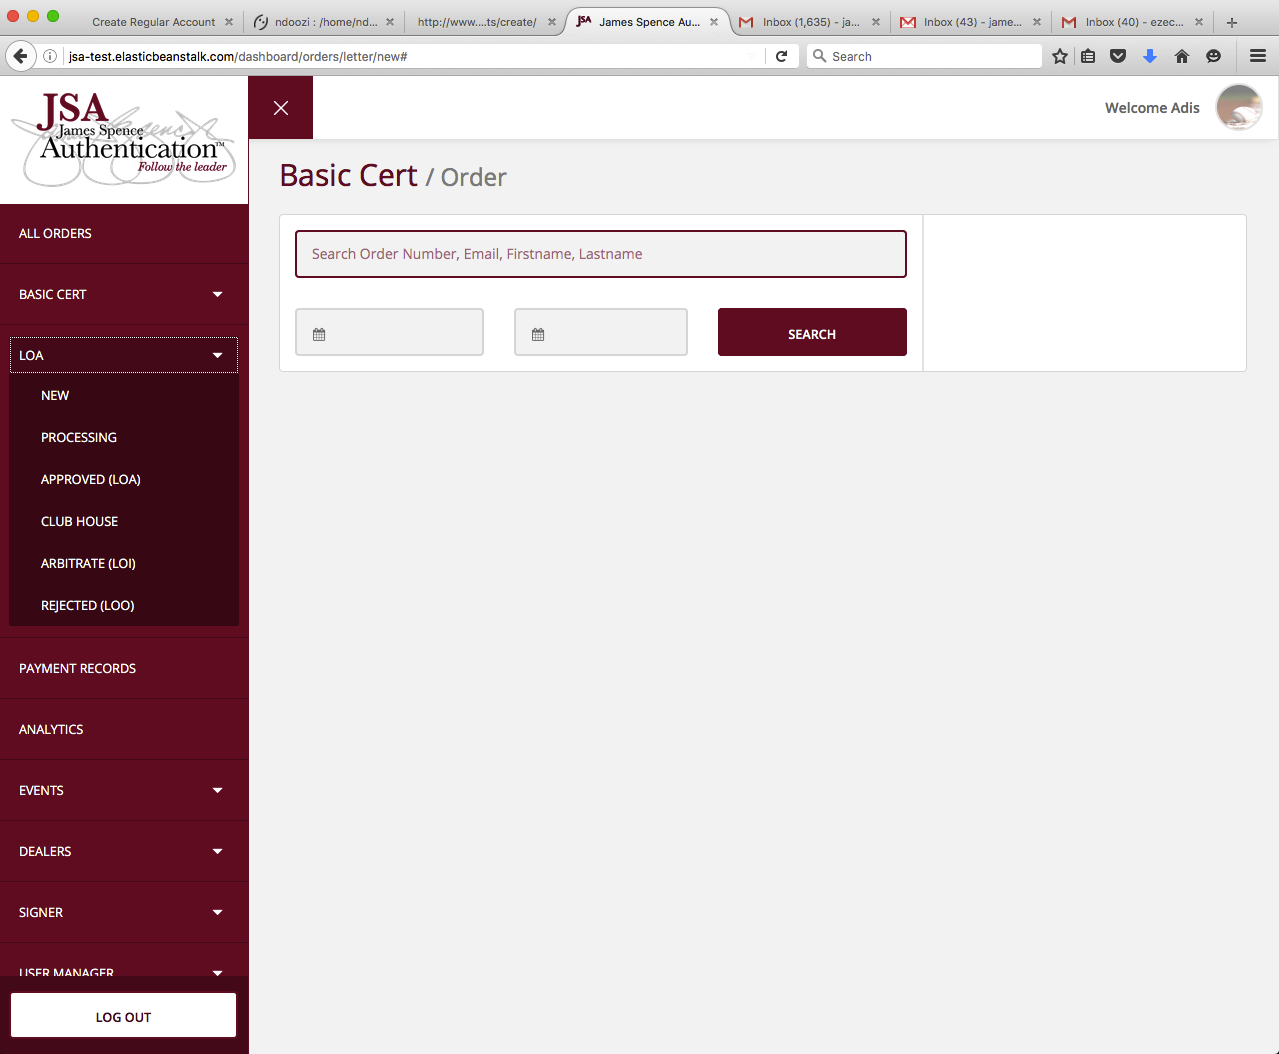 Create Regular Account
ndoozi : /home/nd...
http://www....ts/create/
JSA James Spence Au...
Inbox (1,635) - ja...
Inbox (43) - jame...
Inbox (40) - ezec...
jsa-test.elasticbeanstalk.com/dashboard/orders/letter/new#
Search
JSA
James Spence
Authentication™
Follow the leader
Welcome Adis
Basic Cert / Order
ALL ORDERS
BASIC CERT
LOA
NEW
PROCESSING
APPROVED (LOA)
CLUB HOUSE
ARBITRATE (LOI)
REJECTED (LOO)
PAYMENT RECORDS
ANALYTICS
EVENTS
DEALERS
SIGNER
USER MANAGER
LOG OUT
Search Order Number, Email, Firstname, Lastname
SEARCH